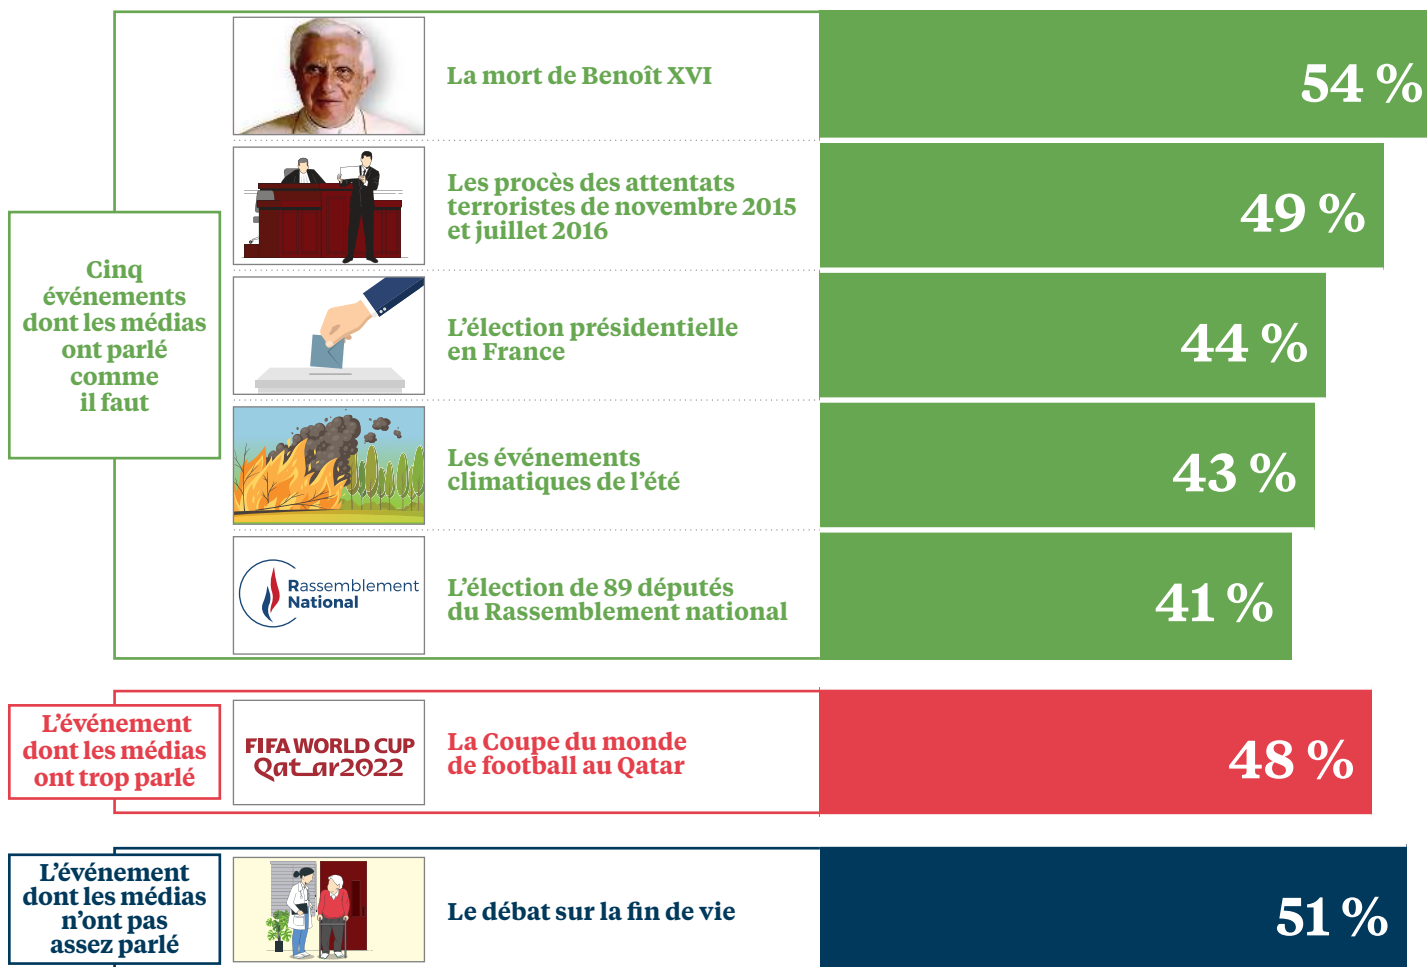 Cinq
événements
dont les médias
ont parlé
comme
il faut
La mort de Benoît XVI
54 %
Les procès des attentats
terroristes de novembre 2015
et juillet 2016
49 %
L’élection présidentielle
en France
44 %
Les événements
climatiques de l’été
43 %
Rassemblement
National
L’élection de 89 députés
du Rassemblement national
41 %
L’événement
dont les médias
ont trop parlé
FIFA WORLD CUP
Qatar2022
La Coupe du monde
de football au Qatar
48 %
L’événement
dont les médias
n’ont pas
assez parlé
Le débat sur la fin de vie
51 %